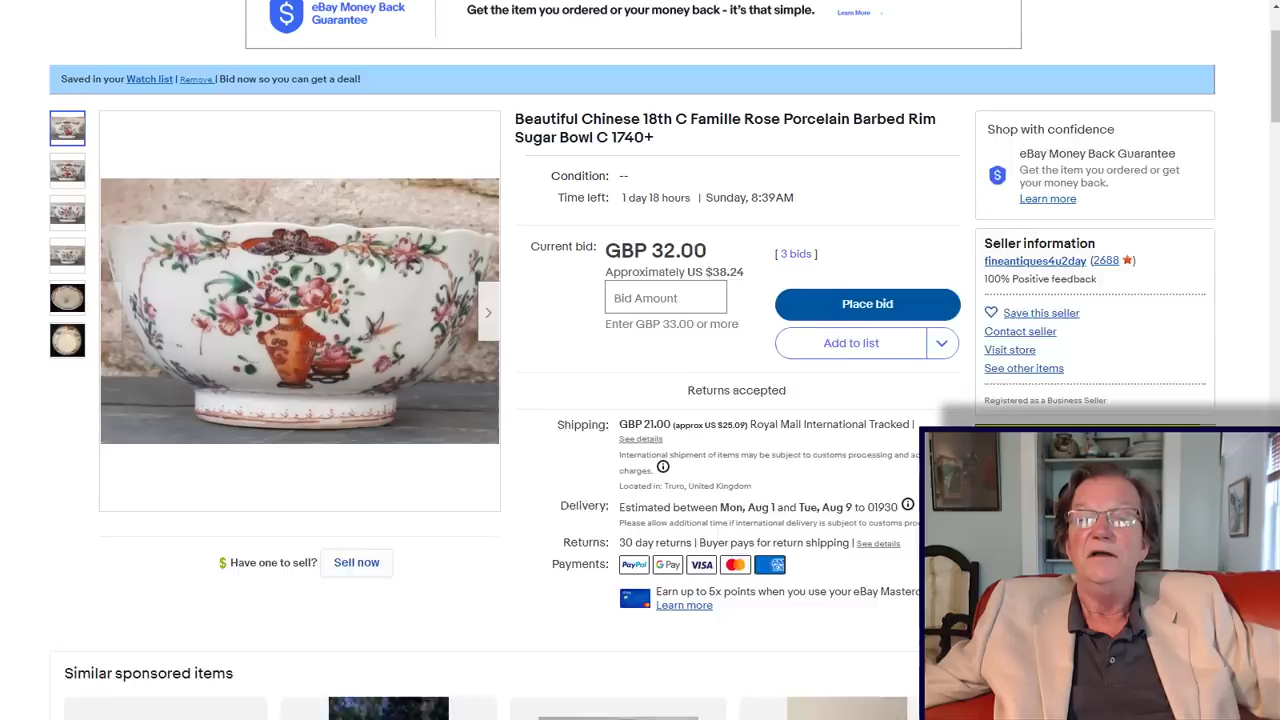 eBay Money Back
Guarantee
Get the item you ordered or your money back - it's that simple.
Learn More
Saved in your Watch list | Remove | Bid now so you can get a deal!
Beautiful Chinese 18th C Famille Rose Porcelain Barbed Rim
Sugar Bowl C 1740+
Condition: --
Time left: 1 day 18 hours | Sunday, 8:39AM
Current bid: GBP 32.00 [ 3 bids ]
Approximately US $38.24
Bid Amount
Place bid
Enter GBP 33.00 or more
Add to list
Returns accepted
Shipping: GBP 21.00 (approx US $25.09) Royal Mail International Tracked |
See details
International shipment of items may be subject to customs processing and ad
charges.
Located in: Truro, United Kingdom
Delivery: Estimated between Mon, Aug 1 and Tue, Aug 9 to 01930
Please allow additional time if international delivery is subject to customs pro
Returns: 30 day returns | Buyer pays for return shipping | See details
Payments: PayPal G Pay VISA
Earn up to 5x points when you use your eBay Masterc
Learn more
Shop with confidence
eBay Money Back Guarantee
Get the item you ordered or get
your money back.
Learn more
Seller information
fineantiques4u2day (2688)
100% Positive feedback
Save this seller
Contact seller
Visit store
See other items
Registered as a Business Seller
Have one to sell? Sell now
Similar sponsored items